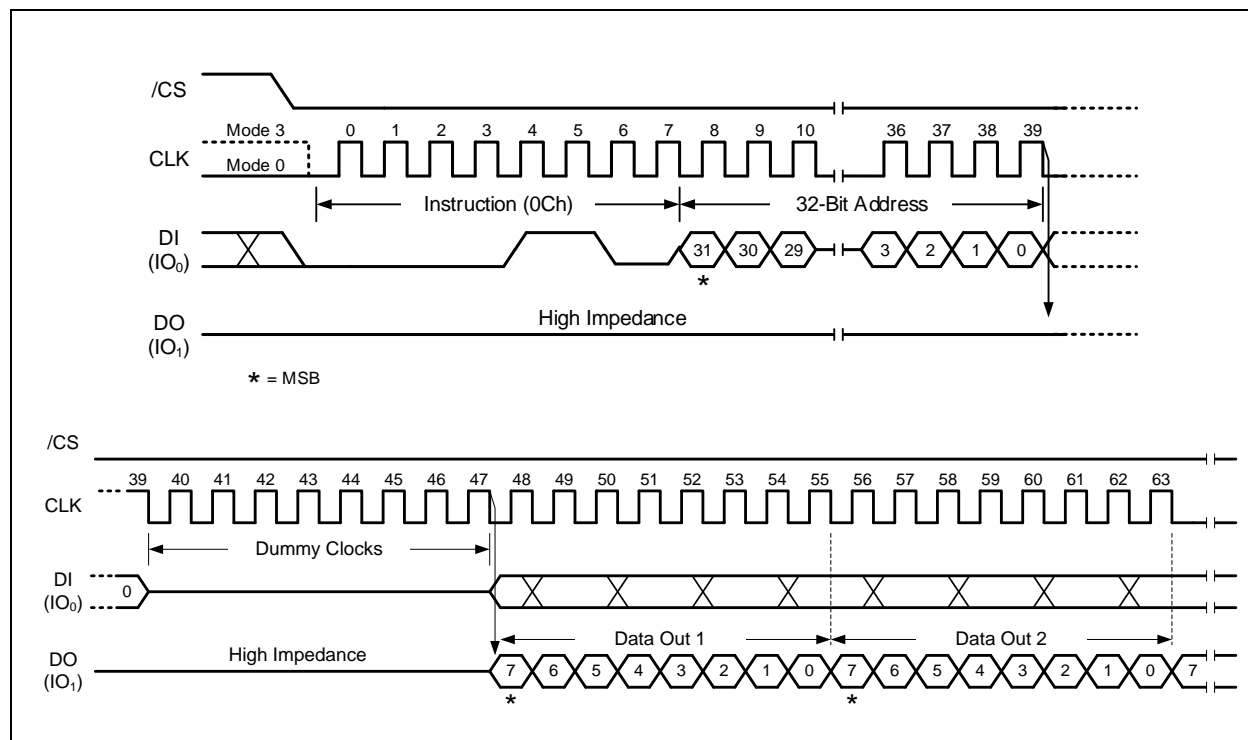 /CS
Mode 3 0 1 2 3 4 5 6 7 8 9 10 36 37 38 39
CLK
Mode 0
Instruction (0Ch) 32-Bit Address
DI
(IO₀)
31 30 29 3 2 1 0
*
High Impedance
DO
(IO₁)
* = MSB
/CS
39 40 41 42 43 44 45 46 47 48 49 50 51 52 53 54 55 56 57 58 59 60 61 62 63
CLK
Dummy Clocks
DI
(IO₀)
0
Data Out 1 Data Out 2
High Impedance
DO
(IO₁)
7 6 5 4 3 2 1 0 7 6 5 4 3 2 1 0 7
* *